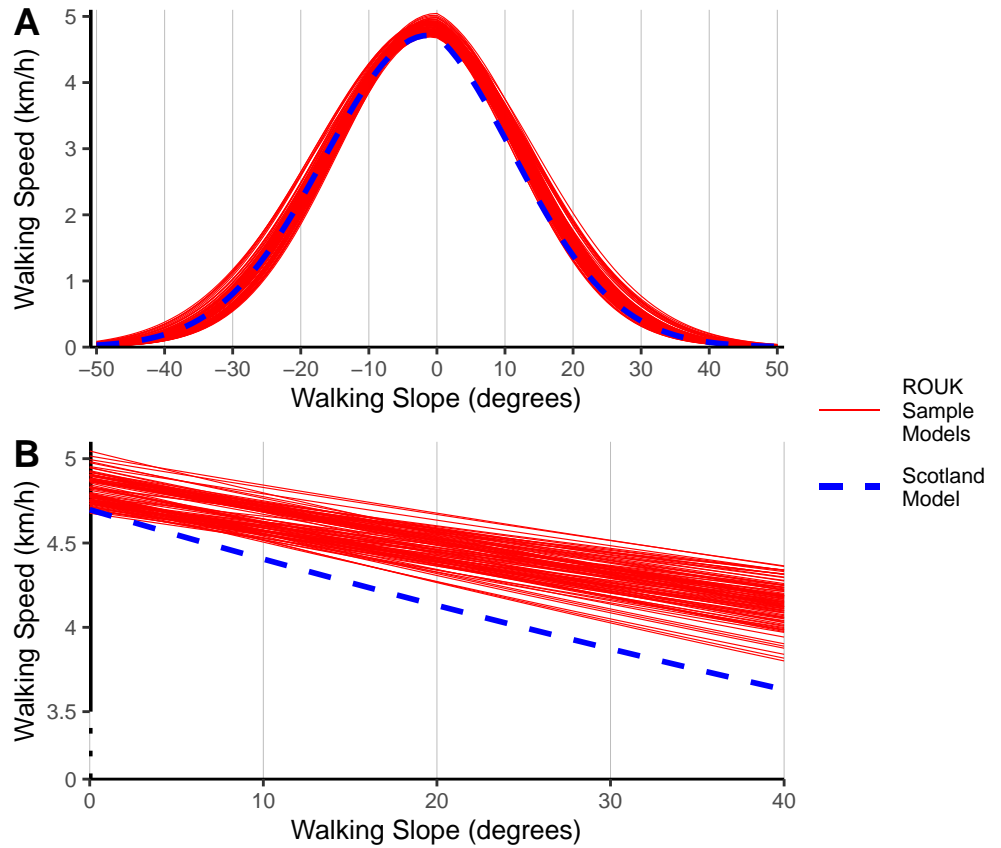 A
Walking Speed (km/h)
5
4
3
2
1
0
−50 −40 −30 −20 −10 0 10 20 30 40 50
Walking Slope (degrees)
ROUK
Sample
Models
Scotland
Model
B
Walking Speed (km/h)
5
4.5
4
3.5
0
0 10 20 30 40
Walking Slope (degrees)